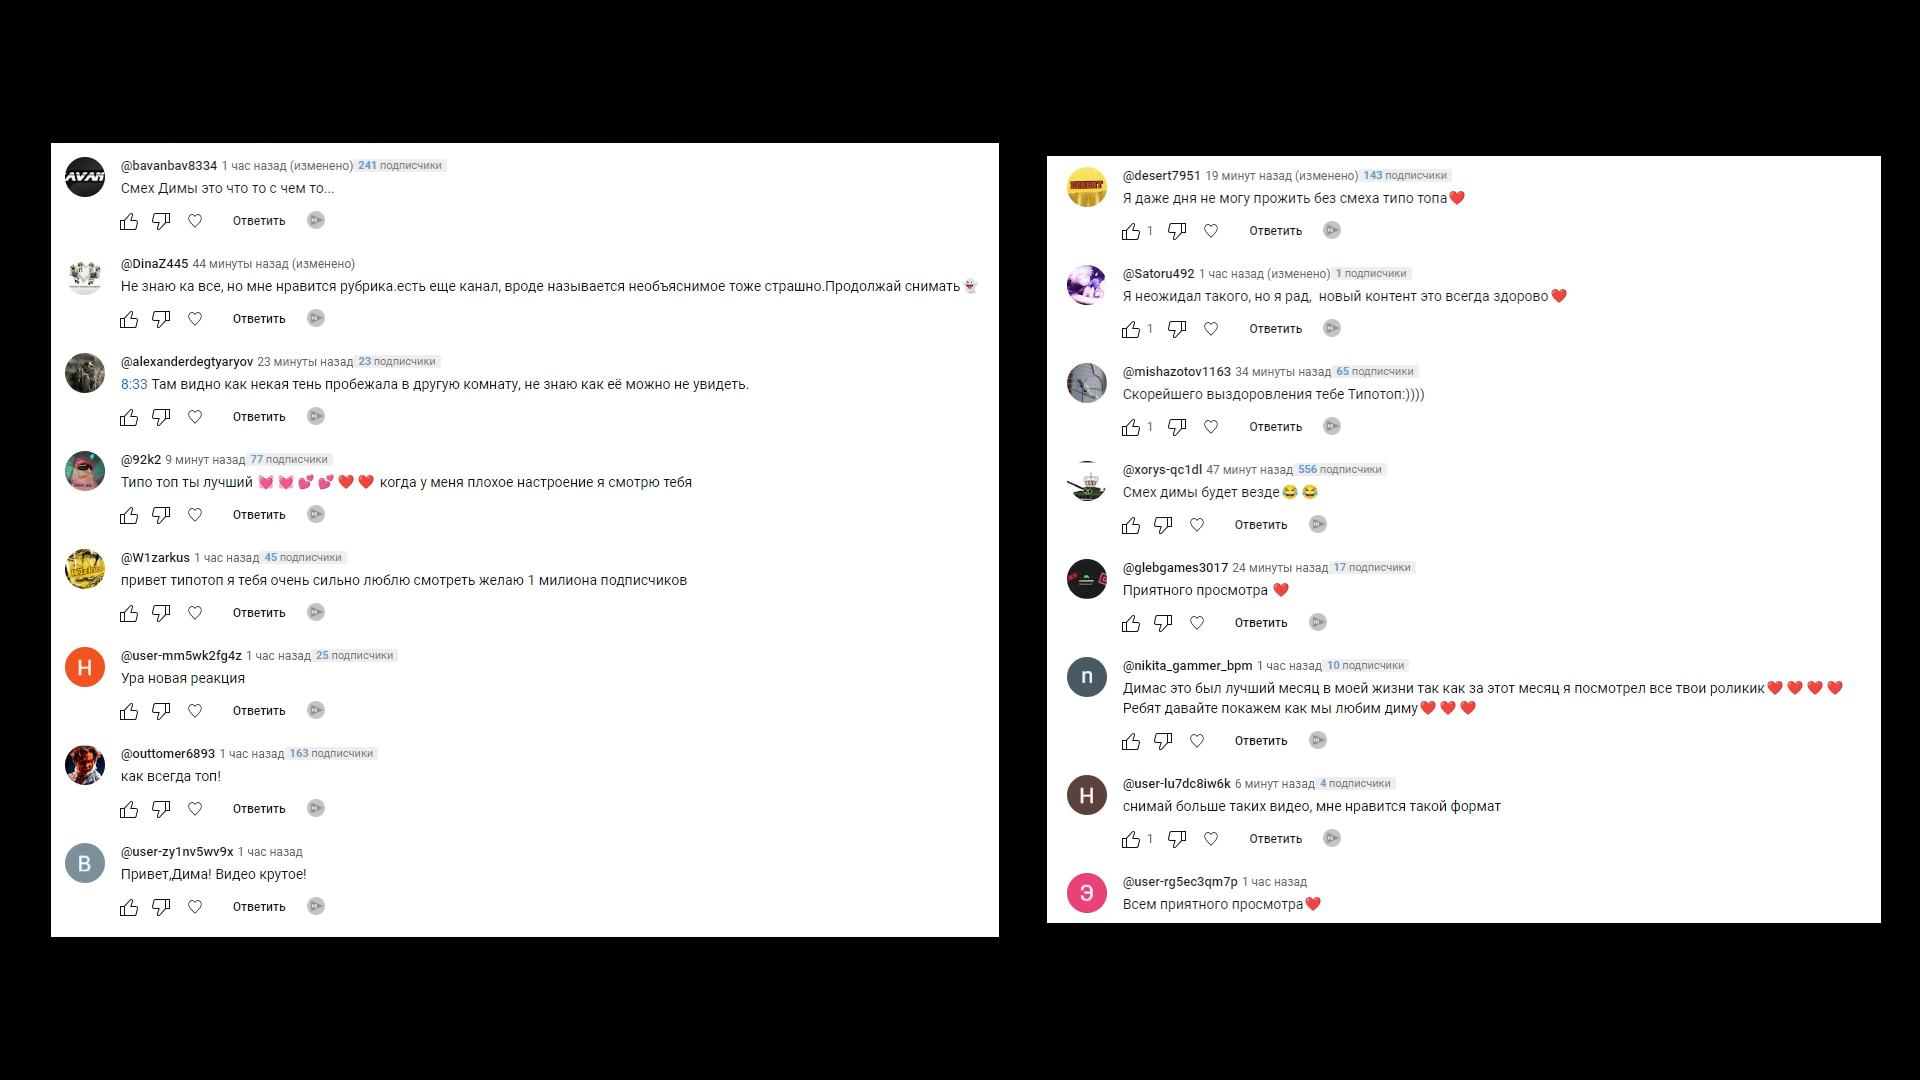 AVAN
@bavanbav8334 1 час назад (изменено) 241 подписчики
Смех Димы это что то с чем то...
Ответить
@DinaZ445 44 минуты назад (изменено)
Не знаю ка все, но мне нравится рубрика.есть еще канал, вроде называется необъяснимое тоже страшно.Продолжай снимать👻
Ответить
@alexanderdegtyaryov 23 минуты назад 23 подписчики
8:33 Там видно как некая тень пробежала в другую комнату, не знаю как её можно не увидеть.
Ответить
@92k2 9 минут назад 77 подписчики
Типо топ ты лучший 💓💓💕💕❤️❤️ когда у меня плохое настроение я смотрю тебя
Ответить
@W1zarkus 1 час назад 45 подписчики
привет типотоп я тебя очень сильно люблю смотреть желаю 1 милиона подписчиков
Ответить
Н
@user-mm5wk2fg4z 1 час назад 25 подписчики
Ура новая реакция
Ответить
@outtomer6893 1 час назад 163 подписчики
как всегда топ!
Ответить
В
@user-zy1nv5wv9x 1 час назад
Привет,Дима! Видео крутое!
Ответить
DESERT
@desert7951 19 минут назад (изменено) 143 подписчики
Я даже дня не могу прожить без смеха типо топа❤️
1 Ответить
@Satoru492 1 час назад (изменено) 1 подписчики
Я неожидал такого, но я рад, новый контент это всегда здорово❤️
1 Ответить
@mishazotov1163 34 минуты назад 65 подписчики
Скорейшего выздоровления тебе Типотоп:))))
1 Ответить
@xorys-qc1dl 47 минут назад 556 подписчики
Смех димы будет везде😂😂
Ответить
@glebgames3017 24 минуты назад 17 подписчики
Приятного просмотра ❤️
Ответить
n
@nikita_gammer_bpm 1 час назад 10 подписчики
Димас это был лучший месяц в моей жизни так как за этот месяц я посмотрел все твои роликик❤️❤️❤️❤️
Ребят давайте покажем как мы любим диму❤️❤️❤️
Ответить
Н
@user-lu7dc8iw6k 6 минут назад 4 подписчики
снимай больше таких видео, мне нравится такой формат
1 Ответить
Э
@user-rg5ec3qm7p 1 час назад
Всем приятного просмотра❤️